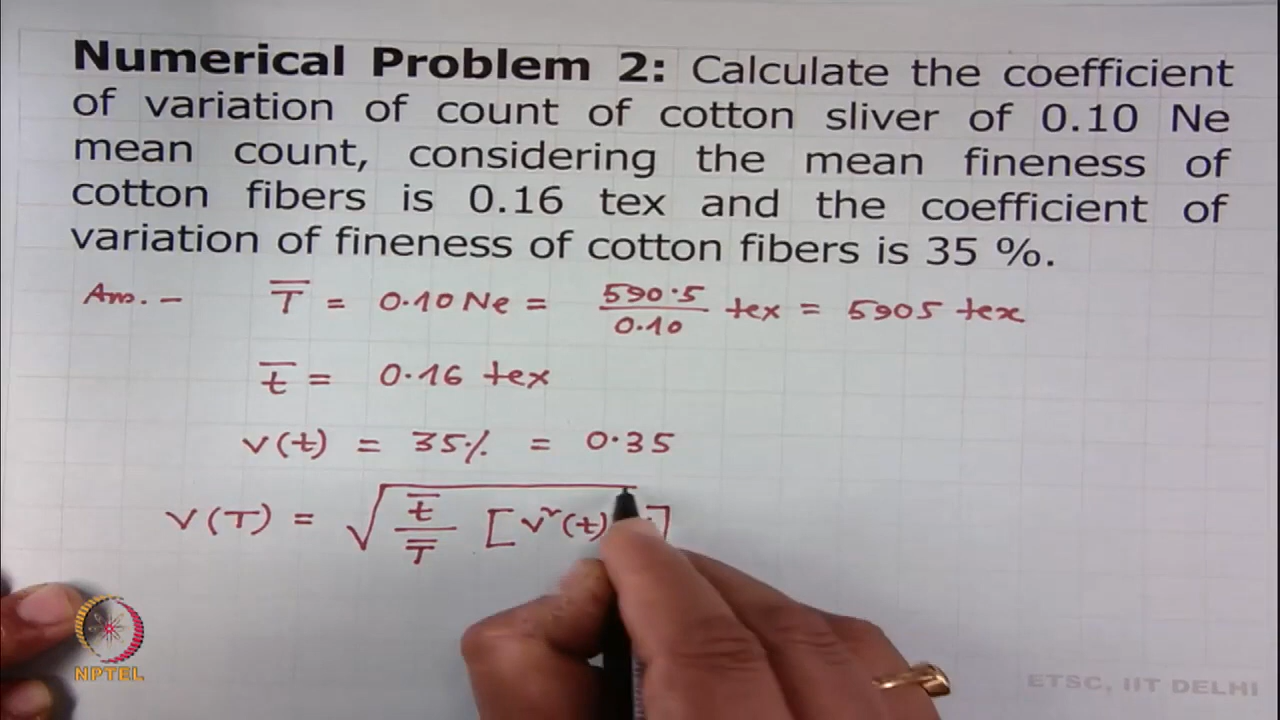 Numerical Problem 2: Calculate the coefficient
of variation of count of cotton sliver of 0.10 Ne
mean count, considering the mean fineness of
cotton fibers is 0.16 tex and the coefficient of
variation of fineness of cotton fibers is 35 %.
Ans. – T̅ = 0.10 Ne = 590.5 / 0.10 tex = 5905 tex
t̅ = 0.16 tex
v(t) = 35% = 0.35
v(T) = √ t̅ / T̅ [v²(t) ]
NPTEL
ETSC, IIT DELHI